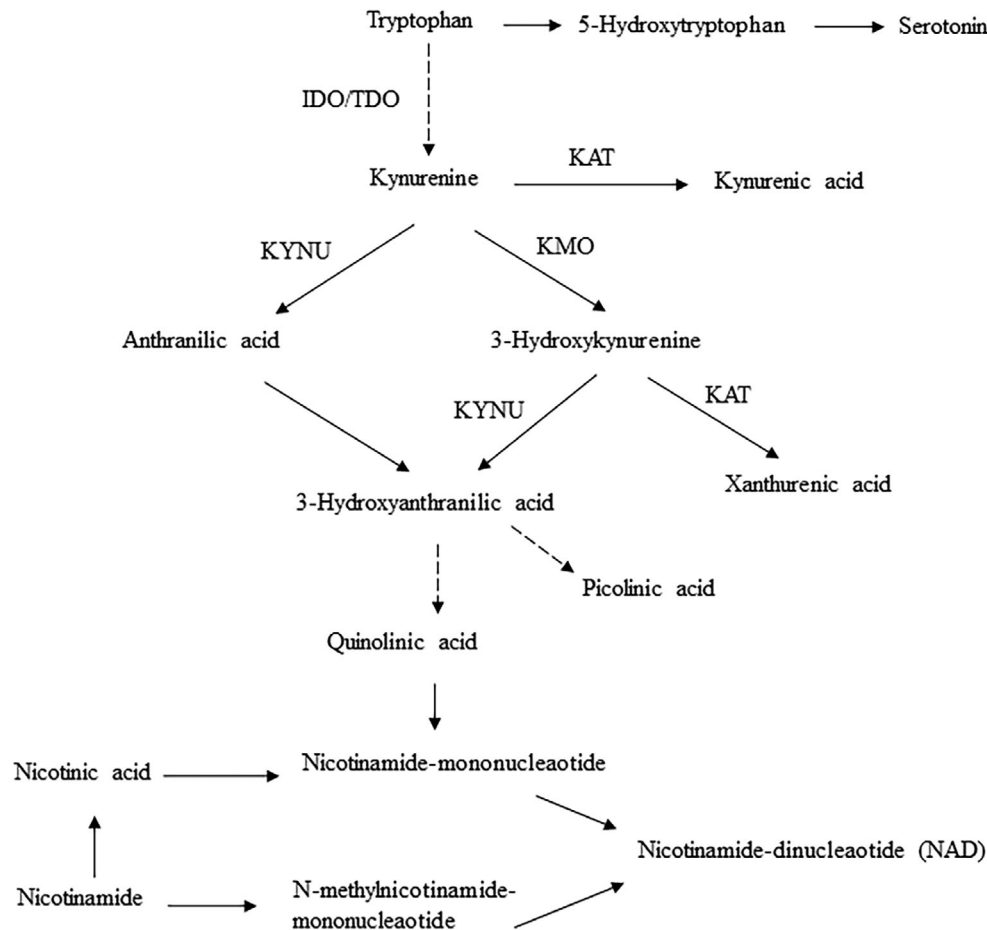 Tryptophan
5-Hydroxytryptophan
Serotonin
IDO/TDO
KAT
Kynurenine
Kynurenic acid
KYNU
KMO
Anthranilic acid
3-Hydroxykynurenine
KYNU
KAT
Xanthurenic acid
3-Hydroxyanthranilic acid
Picolinic acid
Quinolinic acid
Nicotinic acid
Nicotinamide-mononucleaotide
Nicotinamide-dinucleaotide (NAD)
Nicotinamide
N-methylnicotinamide-
mononucleaotide